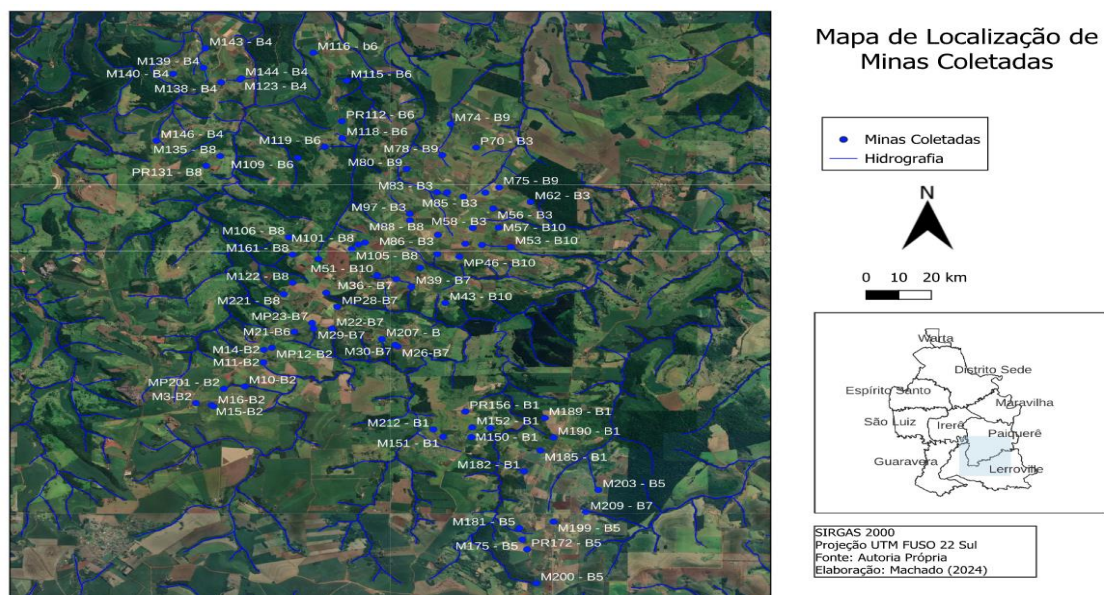 Mapa de Localização de
Minas Coletadas
Minas Coletadas
Hidrografia
N
0 10 20 km
M143 - B4
M116 - b6
M139 - B4
M140 - B4
M144 - B4
M138 - B4
M123 - B4
M115 - B6
PR112 - B6
M74 - B9
M118 - B6
M146 - B4
M119 - B6
P70 - B3
M135 - B8
M78 - B9
M109 - B6
M80 - B9
PR131 - B8
M83 - B3
M75 - B9
M85 - B3
M62 - B3
M97 - B3
M56 - B3
M58 - B3
M88 - B8
M57 - B10
M106 - B8
M101 - B8
M86 - B3
M53 - B10
M161 - B8
M105 - B8
MP46 - B10
M51 - B10
M122 - B8
M36 - B7
M39 - B7
M221 - B8
MP28-B7
M43 - B10
MP23-B7
M22-B7
M21-B6
M29-B7
M207 - B
M14-B2
MP12-B2
M30-B7
M26-B7
M11-B2
MP201 - B2
M10-B2
M3-B2
M16-B2
M15-B2
PR156 - B1
M189 - B1
M212 - B1
M152 - B1
M151 - B1
M150 - B1
M190 - B1
M185 - B1
M182 - B1
M203 - B5
M209 - B7
M181 - B5
M199 - B5
M175 - B5
PR172 - B5
M200 - B5
Warta
Distrito Sede
Espírito Santo
Maravilha
São Luiz
Irerê
Paiquerê
Guaravera
Lerroville
SIRGAS 2000
Projeção UTM FUSO 22 Sul
Fonte: Autoria Própria
Elaboração: Machado (2024)